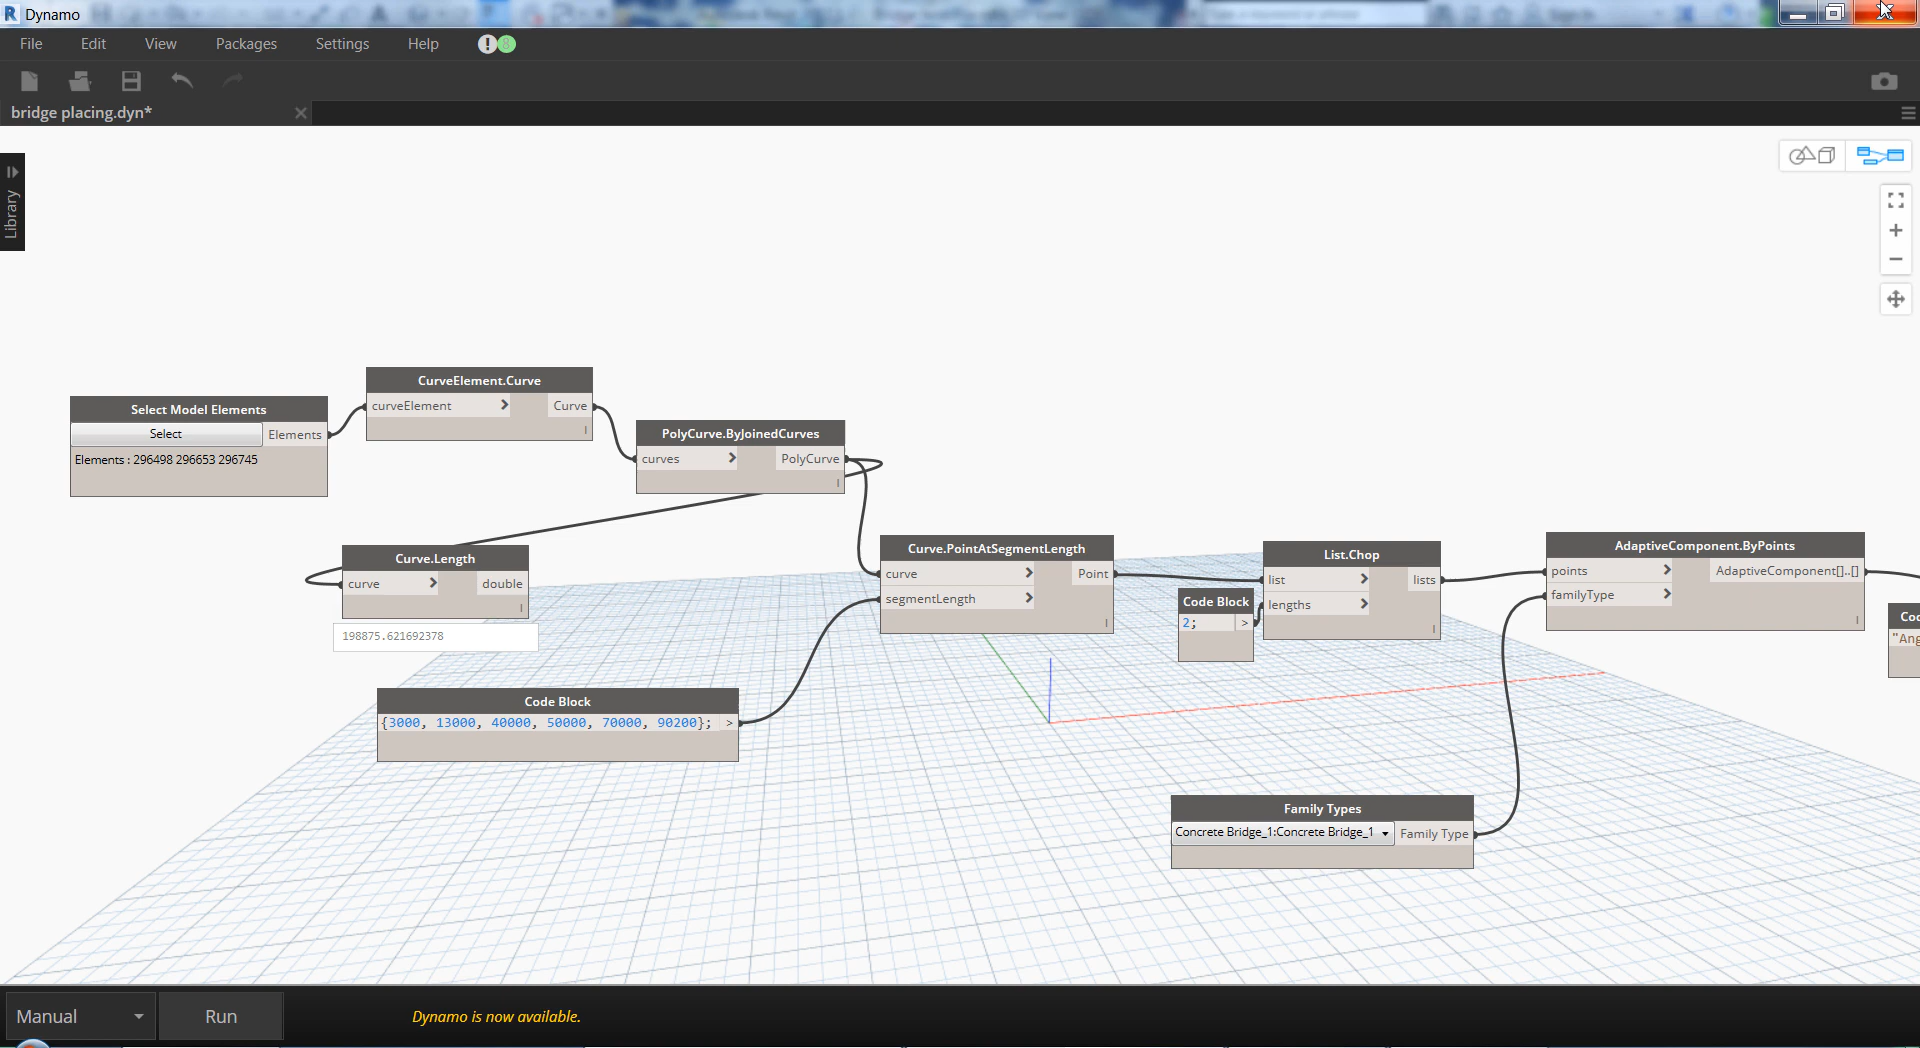 Dynamo
File Edit View Packages Settings Help ! 8
bridge placing.dyn*
Library
CurveElement.Curve
curveElement > Curve
Select Model Elements
Select Elements
Elements : 296498 296653 296745
PolyCurve.ByJoinedCurves
curves > PolyCurve
Curve.Length
curve > double
198875.621692378
Curve.PointAtSegmentLength
curve > Point
segmentLength >
List.Chop
list > lists
lengths >
Code Block
2; >
AdaptiveComponent.ByPoints
points > AdaptiveComponent[]..[]
familyType >
Coc
"Ang
Code Block
{3000, 13000, 40000, 50000, 70000, 90200}; >
Family Types
Concrete Bridge_1:Concrete Bridge_1 Family Type
Manual Run Dynamo is now available.